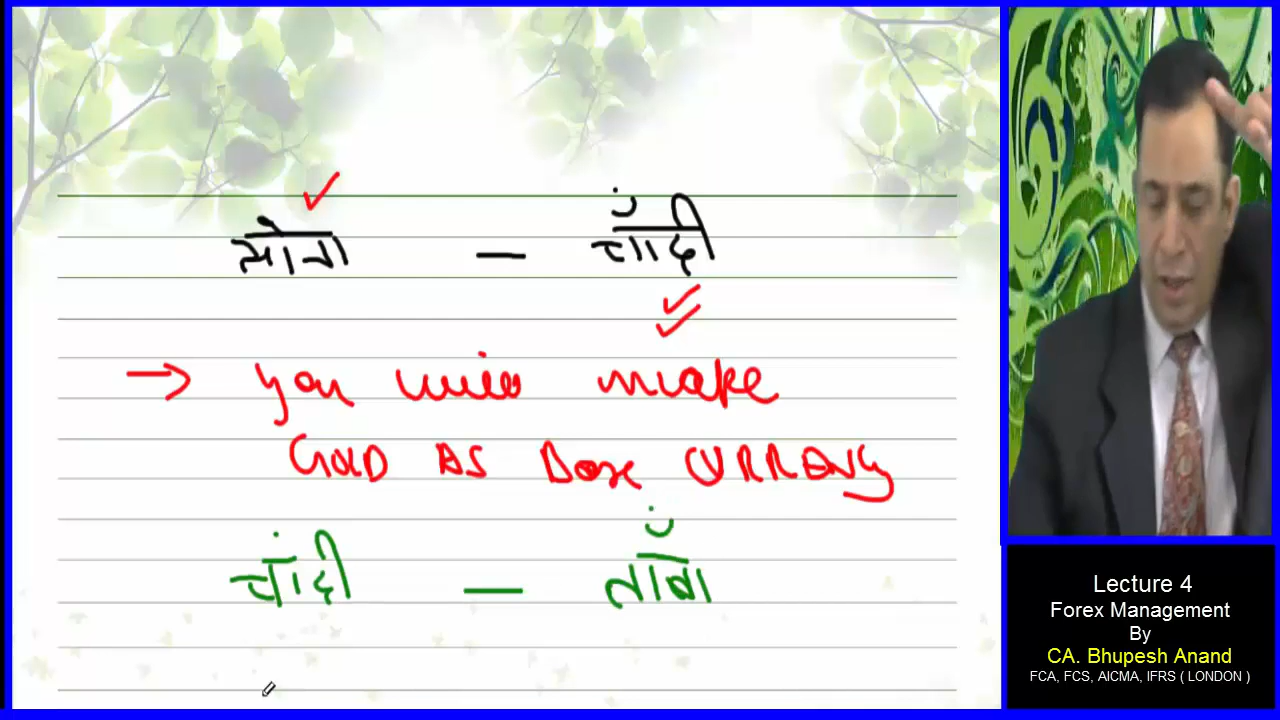 सोना — चाँदी
→ you will make
GOLD AS Base CURRENCY
चांदी — ताँबा
Lecture 4
Forex Management
By
CA. Bhupesh Anand
FCA, FCS, AICMA, IFRS ( LONDON )